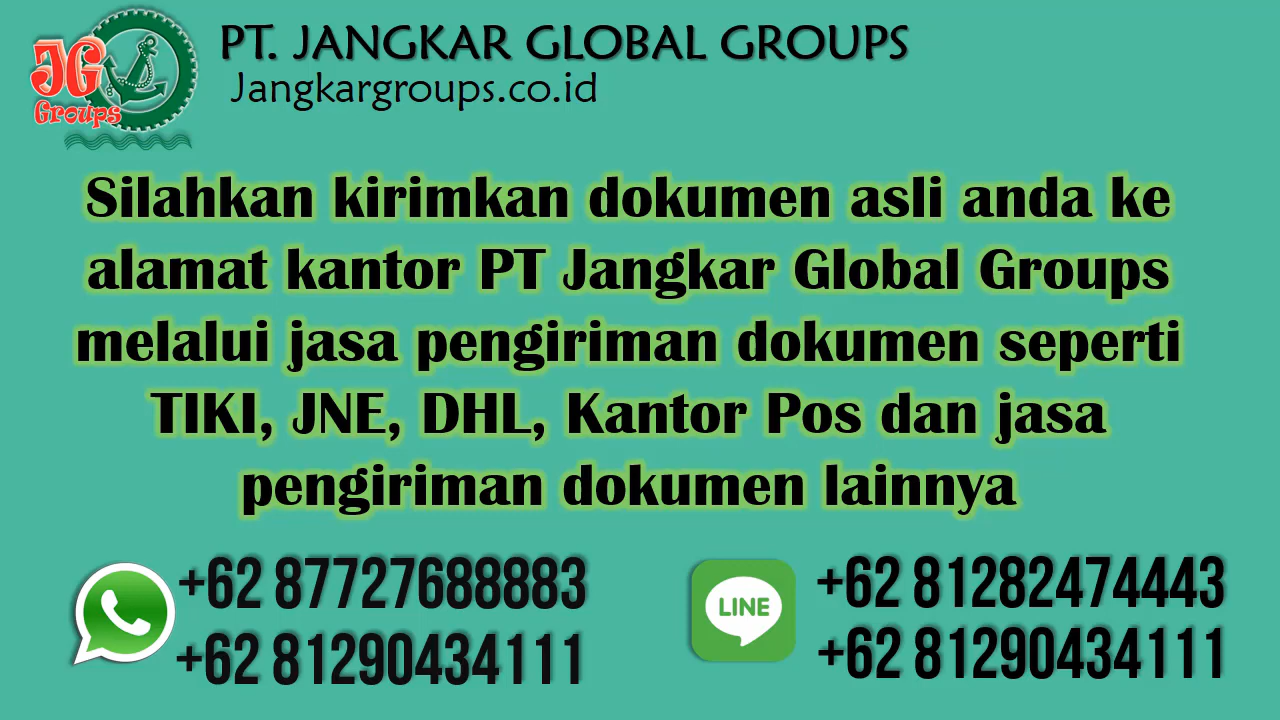 JG
Groups
PT. JANGKAR GLOBAL GROUPS
Jangkargroups.co.id
Silahkan kirimkan dokumen asli anda ke
alamat kantor PT Jangkar Global Groups
melalui jasa pengiriman dokumen seperti
TIKI, JNE, DHL, Kantor Pos dan jasa
pengiriman dokumen lainnya
+62 87727688883
+62 81290434111
LINE
+62 81282474443
+62 81290434111